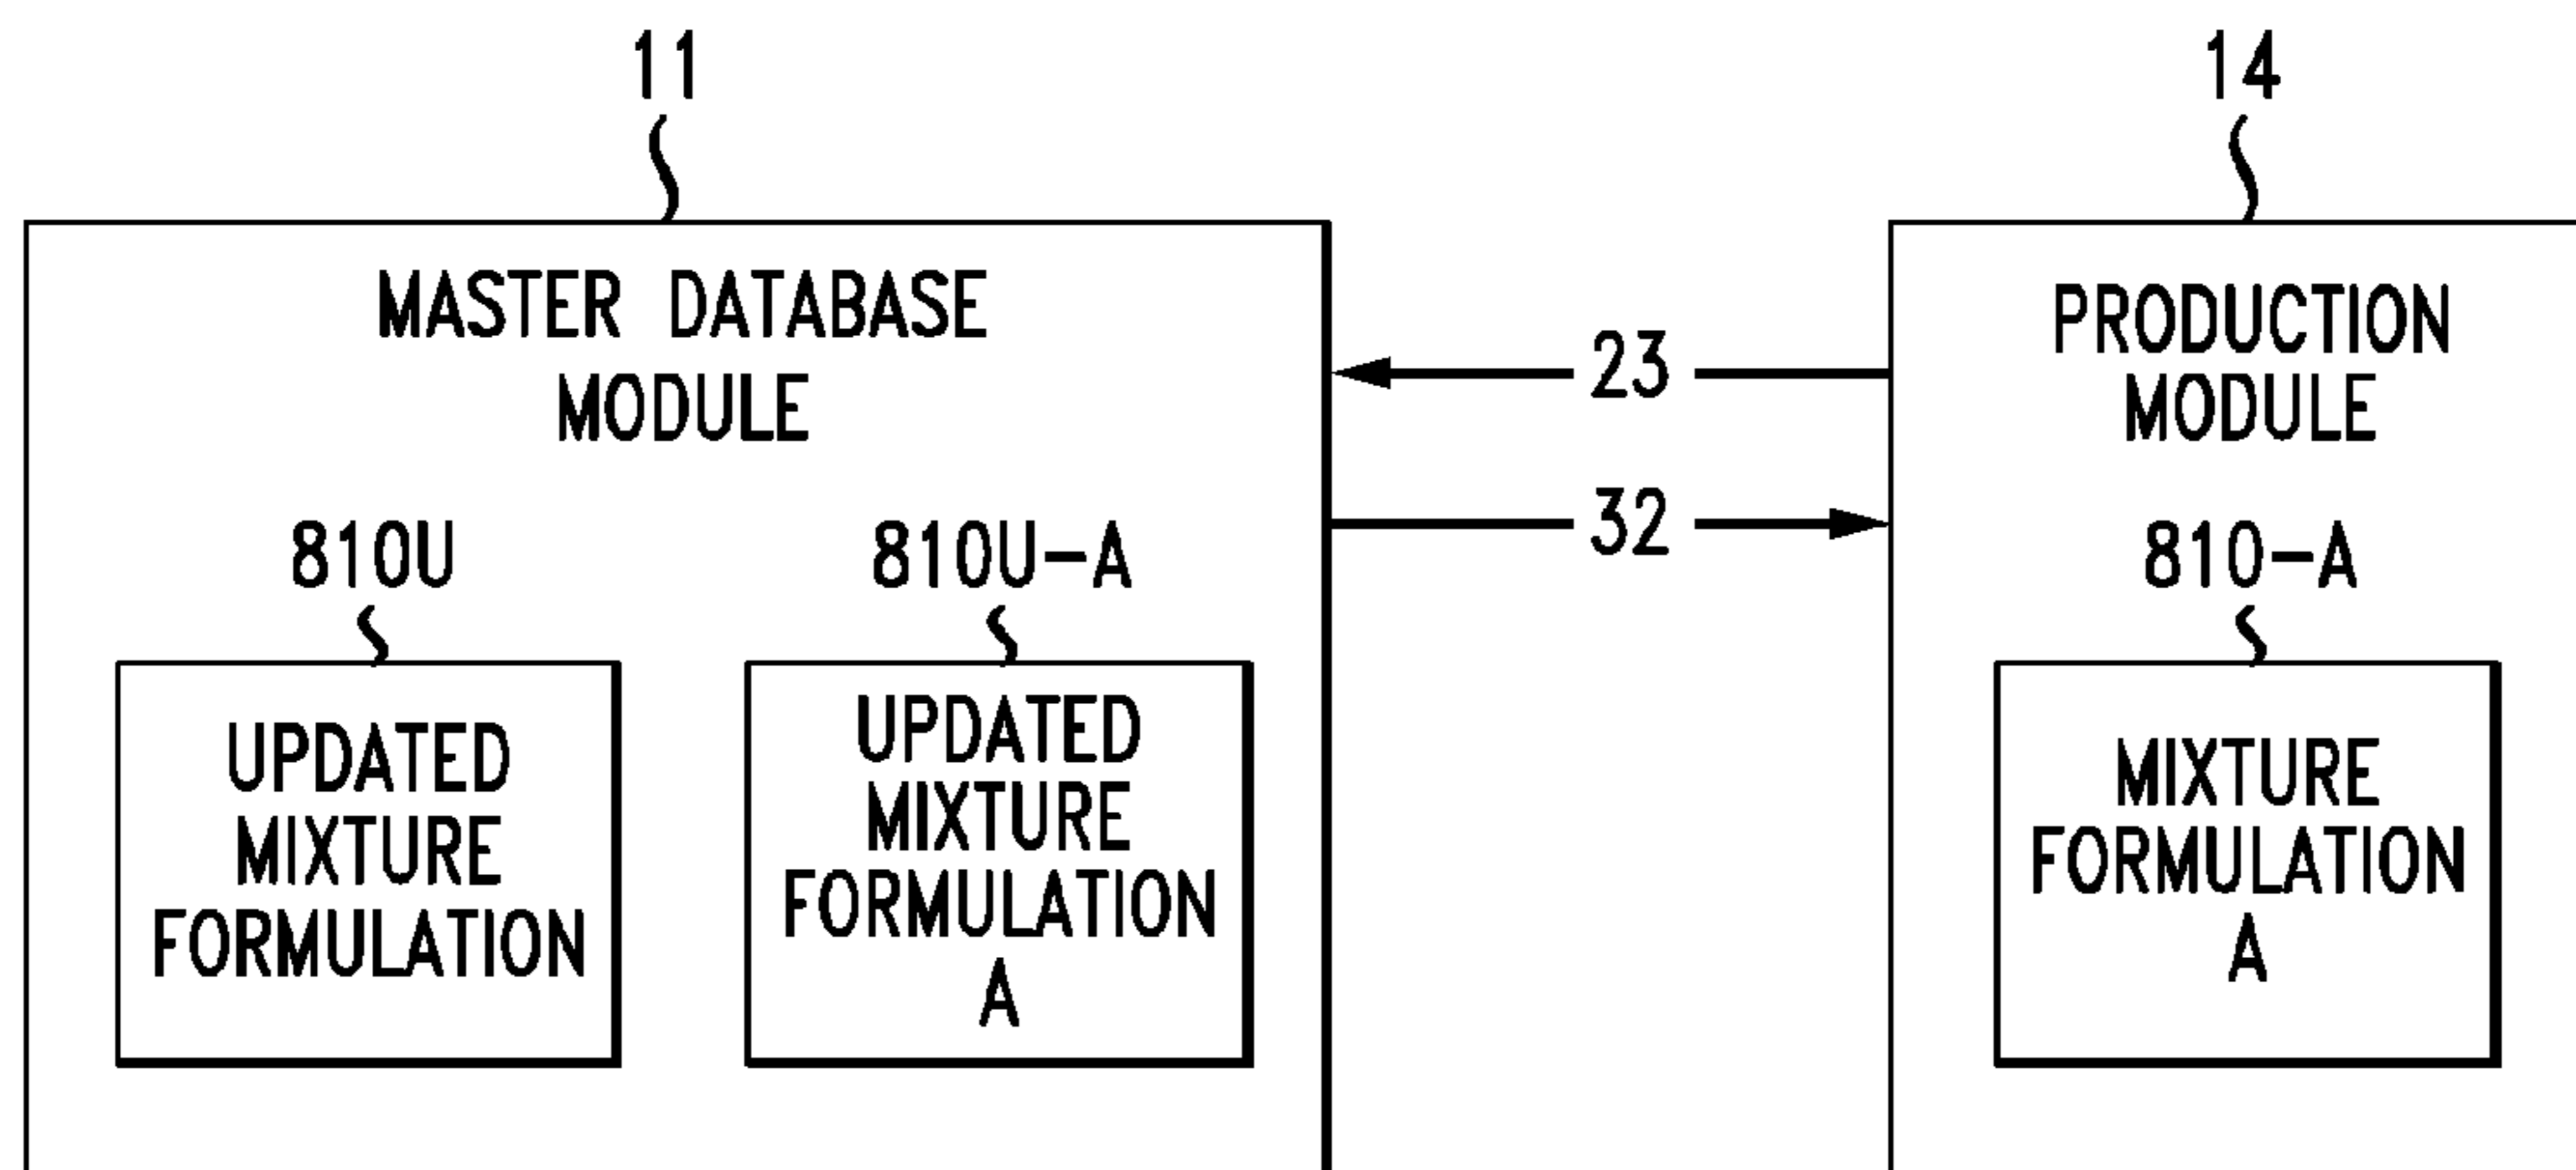 11
14
MASTER DATABASE
MODULE
PRODUCTION
MODULE
23
32
810U
810U-A
810-A
UPDATED
MIXTURE
FORMULATION
UPDATED
MIXTURE
FORMULATION
A
MIXTURE
FORMULATION
A